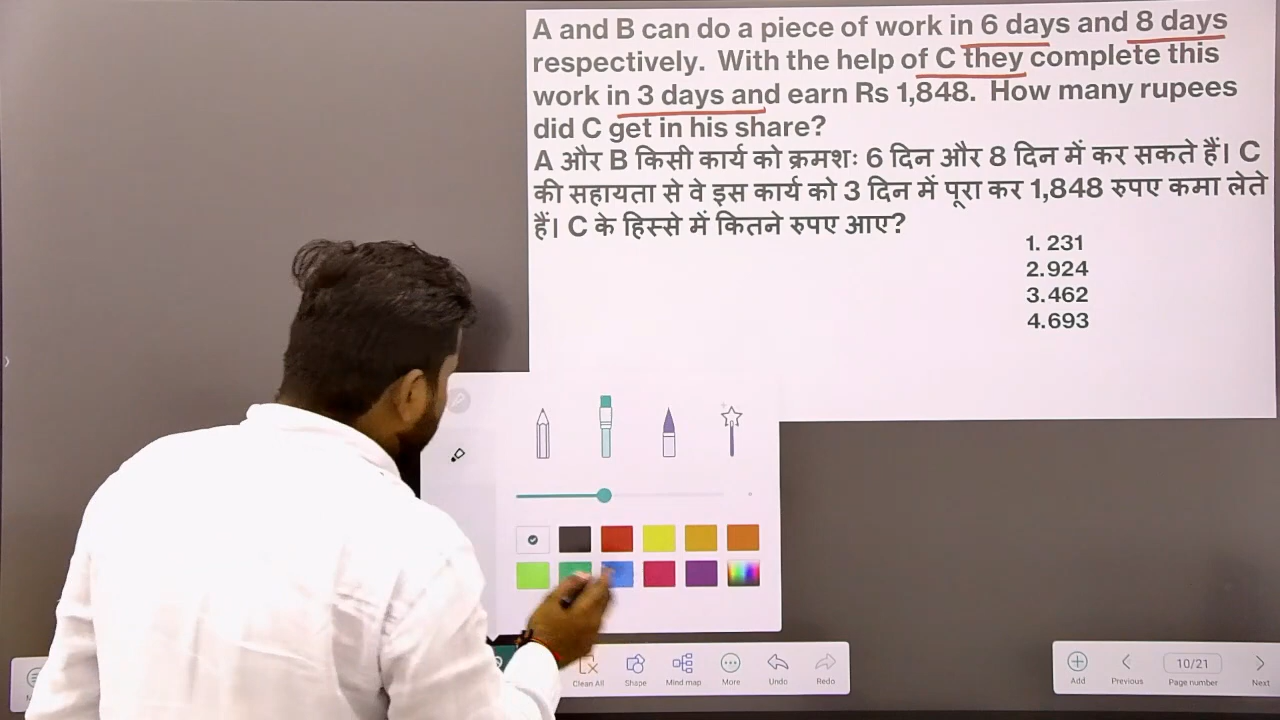 A and B can do a piece of work in 6 days and 8 days
respectively. With the help of C they complete this
work in 3 days and earn Rs 1,848. How many rupees
did C get in his share?
A और B किसी कार्य को क्रमशः 6 दिन और 8 दिन में कर सकते हैं। C
की सहायता से वे इस कार्य को 3 दिन में पूरा कर 1,848 रुपए कमा लेते
हैं। C के हिस्से में कितने रुपए आए?
1. 231
2.924
3.462
4.693
Clean All
Shape
Mind map
More
Undo
Redo
Add
Previous
10/21
Page number
Next